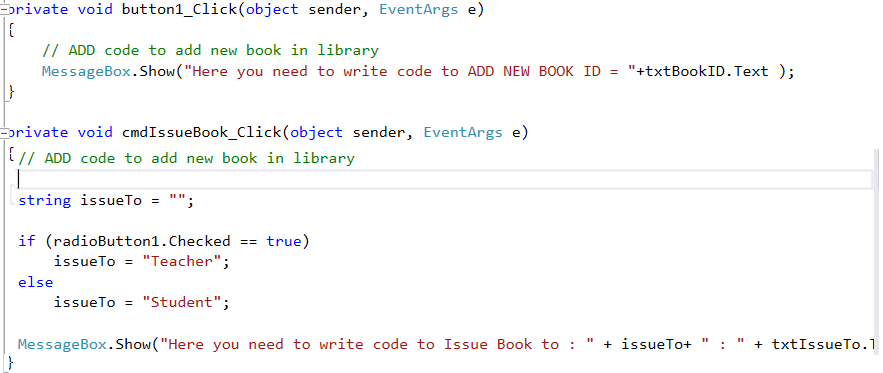 private void button1_Click(object sender, EventArgs e)
{
// ADD code to add new book in library
MessageBox.Show("Here you need to write code to ADD NEW BOOK ID = "+txtBookID.Text );
}
private void cmdIssueBook_Click(object sender, EventArgs e)
{ // ADD code to add new book in library
string issueTo = "";
if (radioButton1.Checked == true)
issueTo = "Teacher";
else
issueTo = "Student";
MessageBox.Show("Here you need to write code to Issue Book to : " + issueTo+ " : " + txtIssueTo.T
}